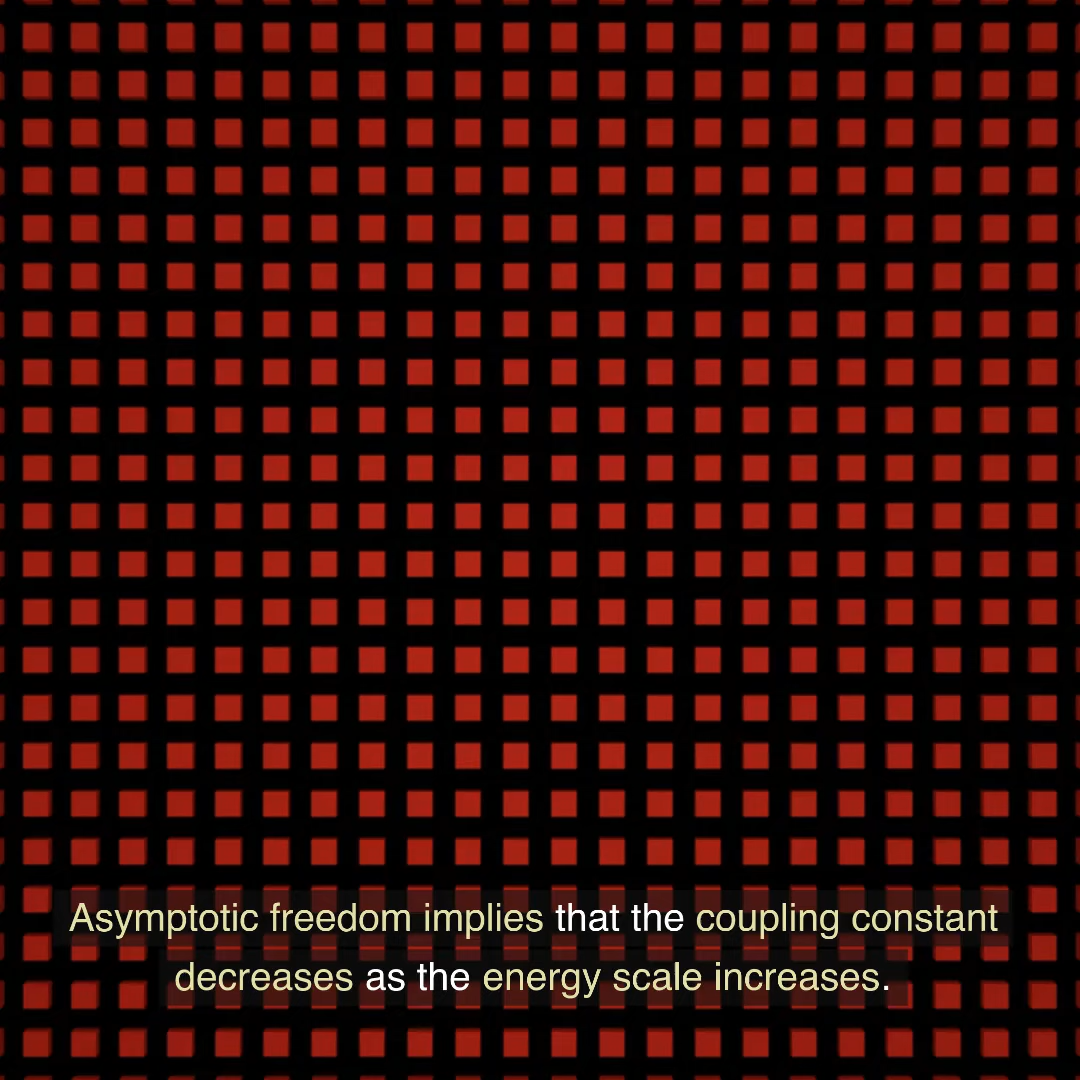 Asymptotic freedom implies that the coupling constant
decreases as the energy scale increases.